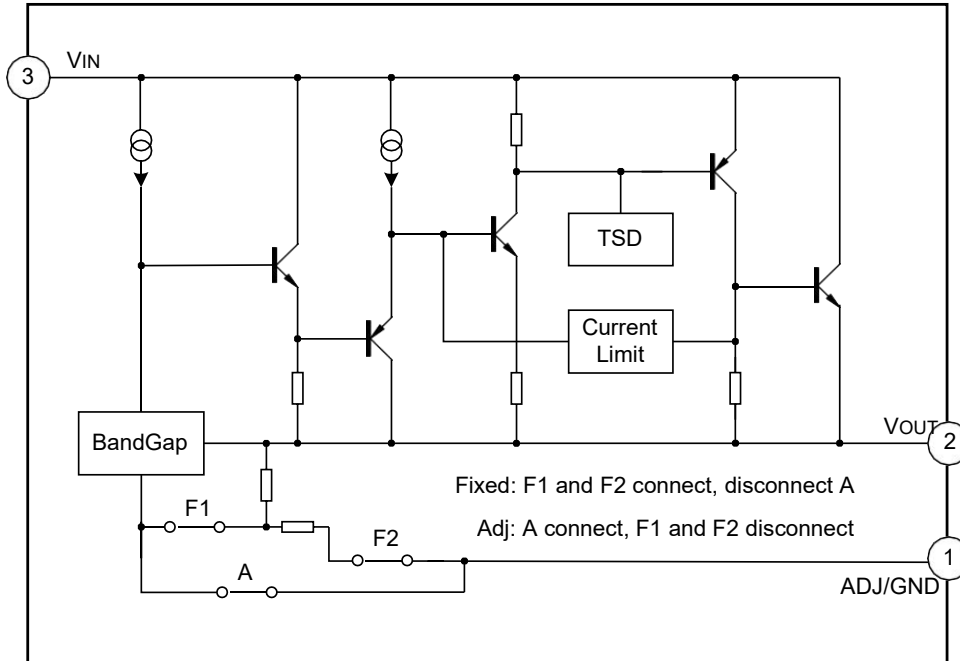 VIN
3
TSD
Current
Limit
BandGap
VOUT
2
Fixed: F1 and F2 connect, disconnect A
F1
Adj: A connect, F1 and F2 disconnect
F2
1
A
ADJ/GND